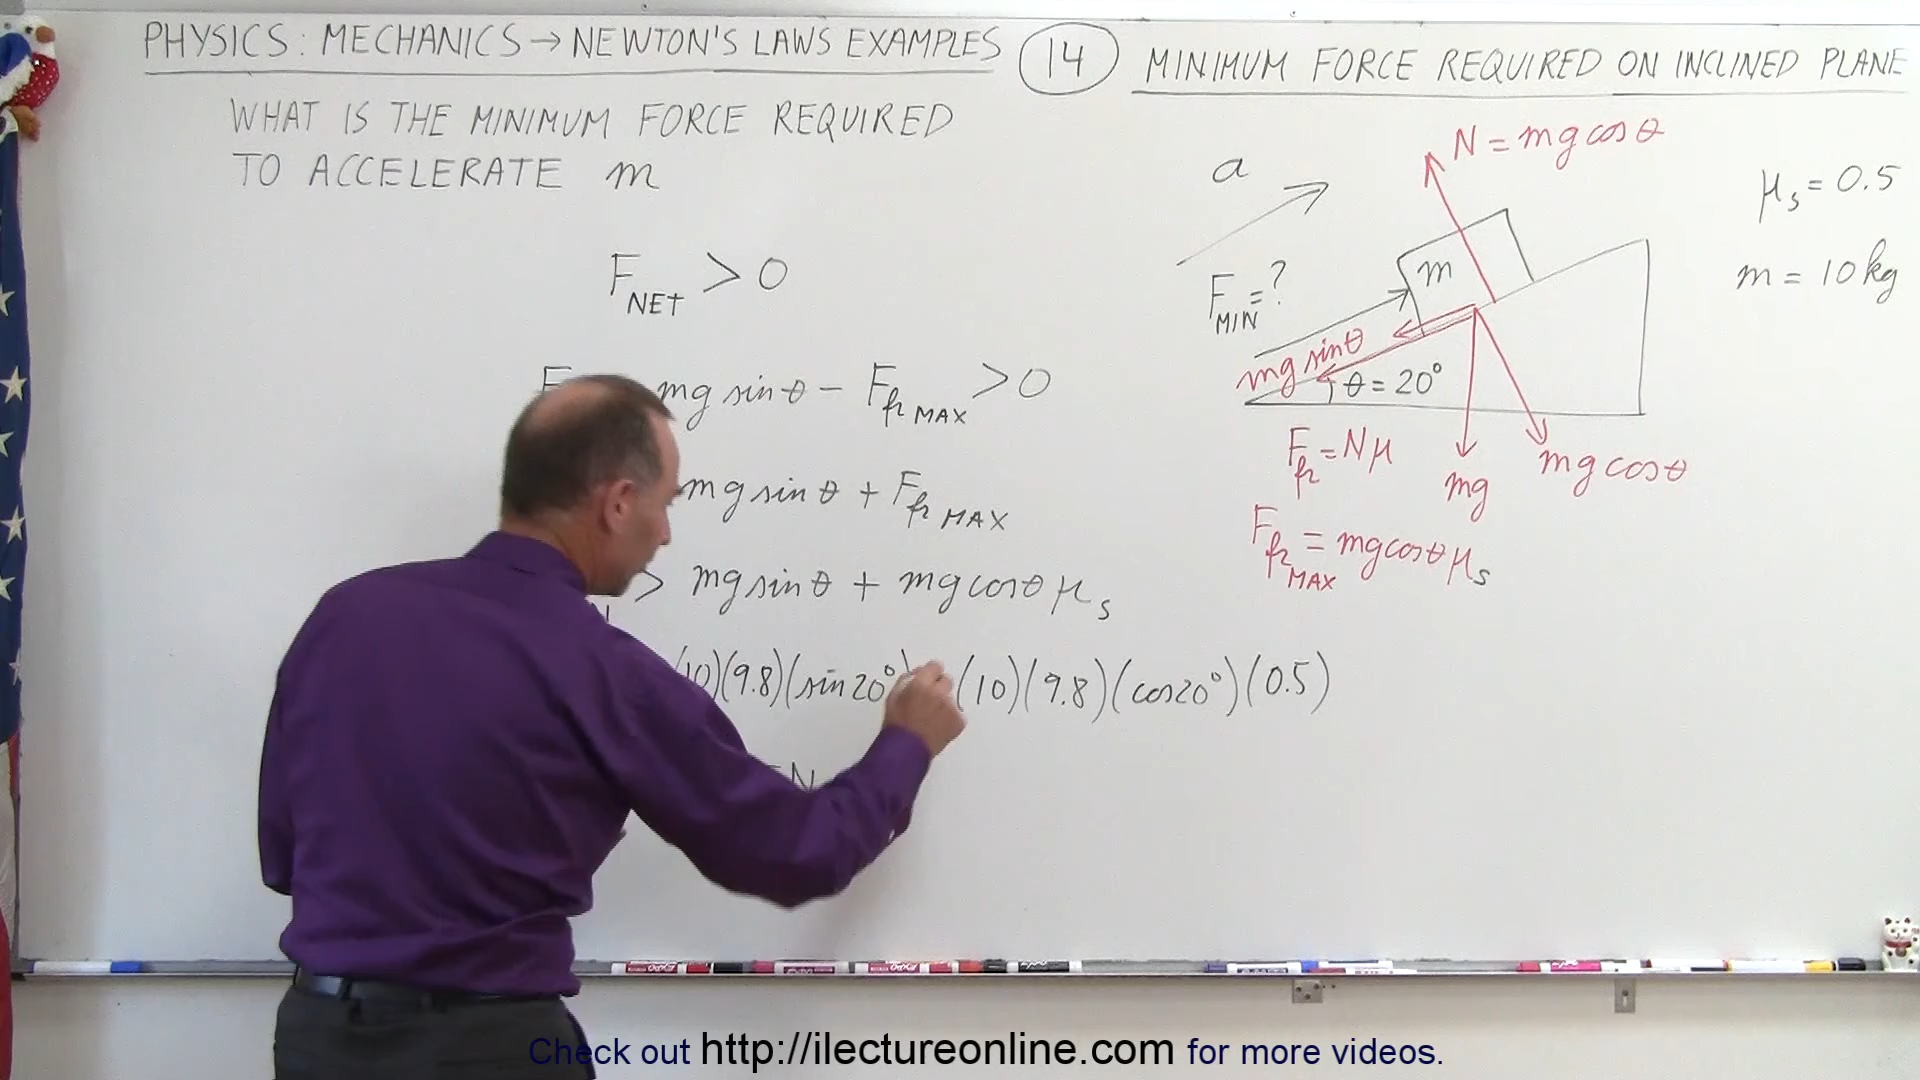 PHYSICS: MECHANICS → NEWTON'S LAWS EXAMPLES
14
MINIMUM FORCE REQUIRED ON INCLINED PLANE
WHAT IS THE MINIMUM FORCE REQUIRED
TO ACCELERATE m
F_NET > 0
mg sin θ − F_fr MAX > 0
mg sin θ + F_fr MAX
> mg sin θ + mg cos θ μ_s
(10)(9.8)(sin 20°) (10)(9.8)(cos 20°)(0.5)
N
a
N = mg cos θ
μ_s = 0.5
m = 10 kg
m
F_MIN = ?
mg sin θ
θ = 20°
F_fr = Nμ
mg
mg cos θ
F_fr MAX = mg cos θ μ_s
Check out http://ilectureonline.com for more videos.